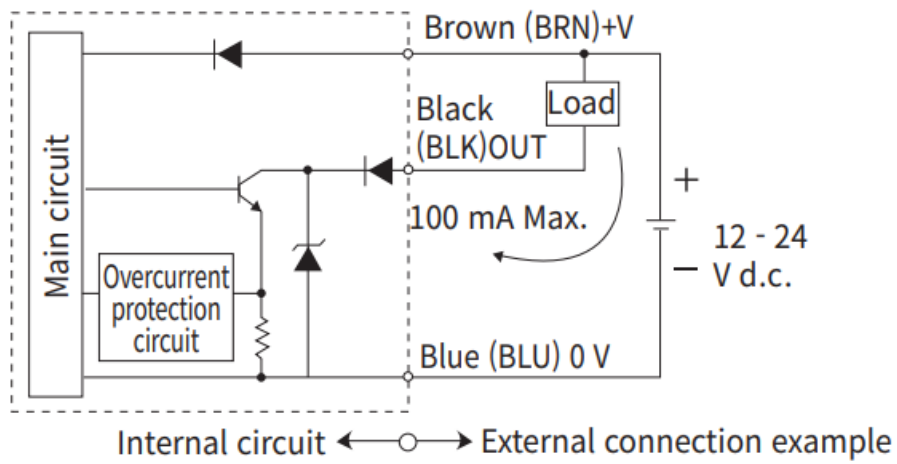 Brown (BRN)+V
Load
Black
(BLK)OUT
Main circuit
100 mA Max.
+
12 - 24
− V d.c.
Overcurrent
protection
circuit
Blue (BLU) 0 V
Internal circuit
External connection example